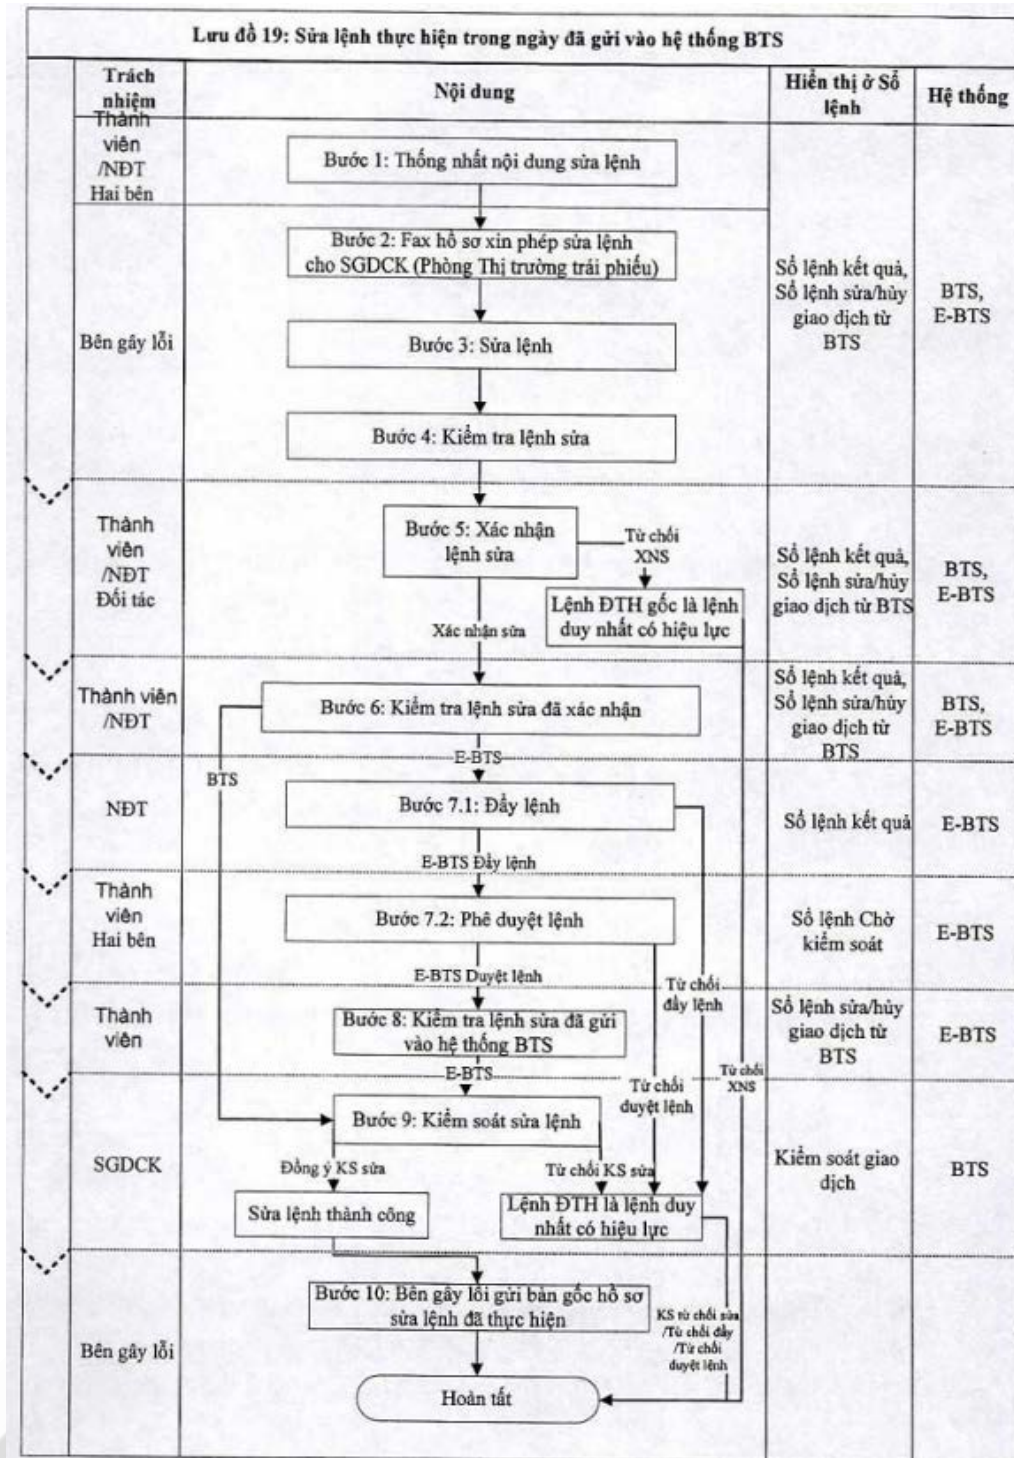 Lưu đồ 19: Sửa lệnh thực hiện trong ngày đã gửi vào hệ thống BTS
Trách
nhiệm
Nội dung
Hiển thị ở Sổ
lệnh
Hệ thống
Thành
viên
/NĐT
Hai bên
Bước 1: Thống nhất nội dung sửa lệnh
Bước 2: Fax hồ sơ xin phép sửa lệnh
cho SGDCK (Phòng Thị trường trái phiếu)
Bên gây lỗi
Bước 3: Sửa lệnh
Bước 4: Kiểm tra lệnh sửa
Sổ lệnh kết quả,
Sổ lệnh sửa/hủy
giao dịch từ
BTS
BTS,
E-BTS
Thành
viên
/NĐT
Đối tác
Bước 5: Xác nhận
lệnh sửa
Từ chối
XNS
Lệnh ĐTH gốc là lệnh
duy nhất có hiệu lực
Xác nhận sửa
Sổ lệnh kết quả,
Sổ lệnh sửa/hủy
giao dịch từ BTS
BTS,
E-BTS
Thành viên
/NĐT
Bước 6: Kiểm tra lệnh sửa đã xác nhận
Sổ lệnh kết quả,
Sổ lệnh sửa/hủy
giao dịch từ
BTS
BTS,
E-BTS
BTS
E-BTS
NĐT
Bước 7.1: Đẩy lệnh
Sổ lệnh kết quả
E-BTS
E-BTS Đẩy lệnh
Thành
viên
Hai bên
Bước 7.2: Phê duyệt lệnh
Sổ lệnh Chờ
kiểm soát
E-BTS
E-BTS Duyệt lệnh
Từ chối
đẩy lệnh
Thành
viên
Bước 8: Kiểm tra lệnh sửa đã gửi
vào hệ thống BTS
Sổ lệnh sửa/hủy
giao dịch từ
BTS
E-BTS
E-BTS
Từ chối
XNS
Từ chối
duyệt lệnh
SGDCK
Bước 9: Kiểm soát sửa lệnh
Đồng ý KS sửa
Từ chối KS sửa
Kiểm soát giao
dịch
BTS
Sửa lệnh thành công
Lệnh ĐTH là lệnh duy
nhất có hiệu lực
Bên gây lỗi
Bước 10: Bên gây lỗi gửi bản gốc hồ sơ
sửa lệnh đã thực hiện
KS từ chối sửa
/Từ chối đẩy
/Từ chối
duyệt lệnh
Hoàn tất